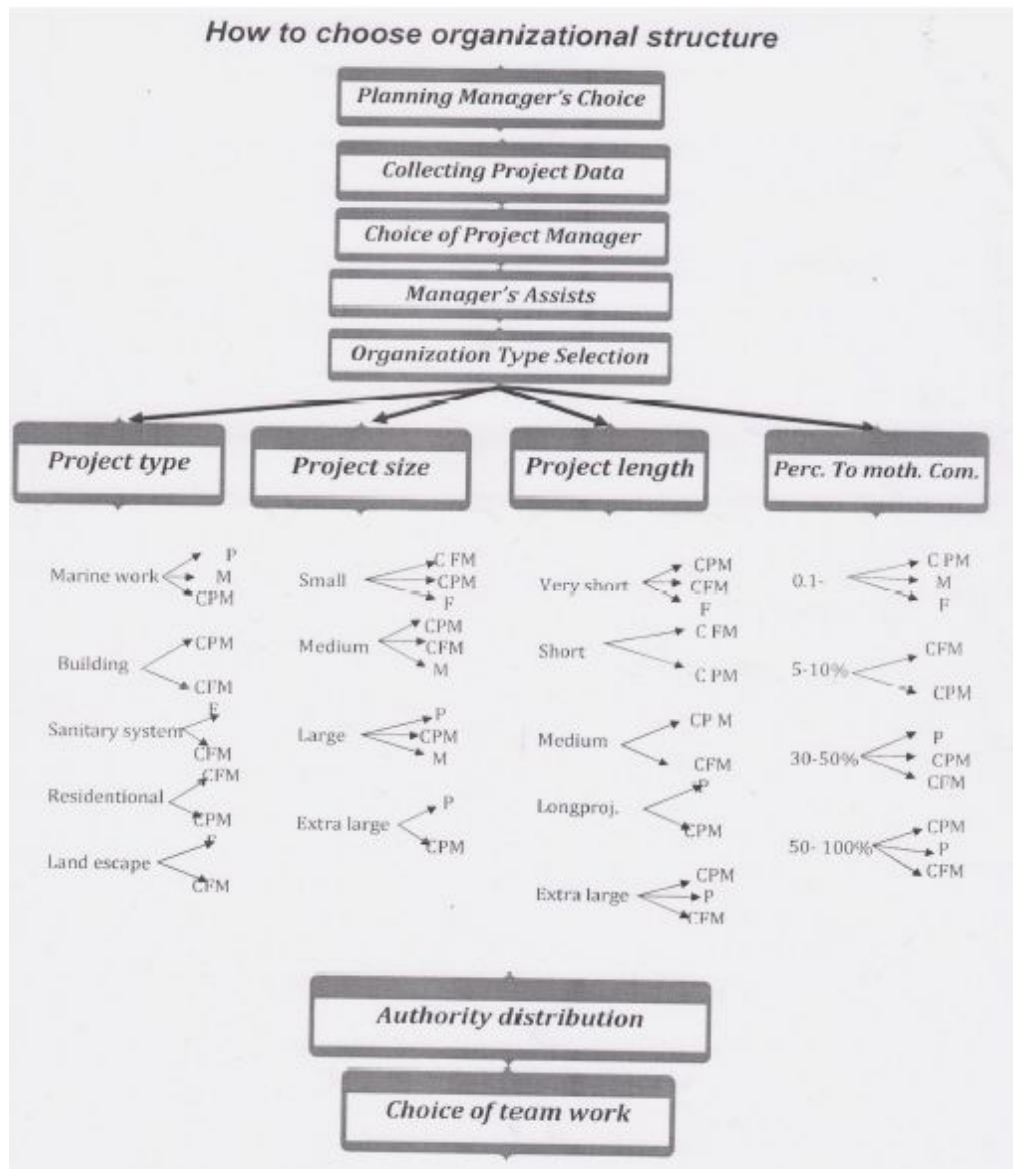 How to choose organizational structure
Planning Manager's Choice
Collecting Project Data
Choice of Project Manager
Manager's Assists
Organization Type Selection
Project type
Marine work
P
M
CPM
Building
CPM
CFM
Sanitary system
F
CFM
Residentional
CFM
CPM
Land escape
F
CFM
Project size
Small
C FM
CPM
F
Medium
CPM
CFM
M
Large
P
CPM
M
Extra large
P
CPM
Project length
Very short
CPM
CFM
F
Short
C FM
C PM
Medium
CP M
CFM
Longproj.
P
CPM
Extra large
CPM
P
CFM
Perc. To moth. Com.
0.1-
C PM
M
F
5-10%
CFM
CPM
30-50%
P
CPM
CFM
50- 100%
CPM
P
CFM
Authority distribution
Choice of team work